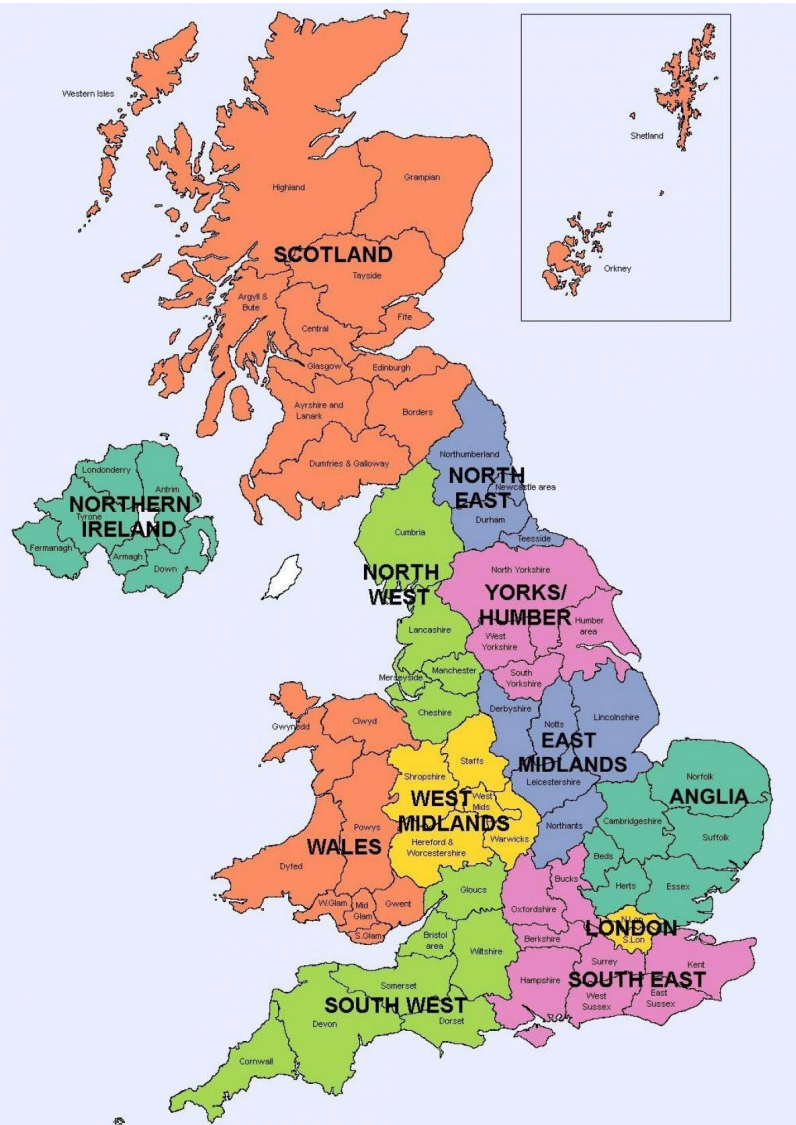 Western Isles
Shetland
Orkney
Highland
Grampian
SCOTLAND
Tayside
Argyll &
Bute
Central
Fife
Glasgow
Edinburgh
Ayrshire and
Lanark
Borders
Dumfries & Galloway
Londonderry
Antrim
NORTHERN
Tyrone
IRELAND
Fermanagh
Armagh
Down
Northumberland
NORTH
Newcastle area
EAST
Durham
Teesside
Cumbria
NORTH
WEST
Lancashire
Merseyside
Manchester
Cheshire
North Yorkshire
YORKS/
HUMBER
West
Yorkshire
Humber
area
South
Yorkshire
Derbyshire
Notts
Lincolnshire
EAST
MIDLANDS
Leicestershire
Northants
Gwynedd
Clwyd
Powys
WALES
Dyfed
W.Glam
Mid
Glam
Gwent
S.Glam
Staffs
Shropshire
West
Mids
WEST
MIDLANDS
Hereford &
Worcestershire
Warwicks
Norfolk
ANGLIA
Cambridgeshire
Suffolk
Beds
Herts
Essex
N.Lon
LONDON
S.Lon
Bucks
Oxfordshire
Berkshire
Surrey
Kent
SOUTH EAST
Hampshire
West
Sussex
East
Sussex
Gloucs
Bristol
area
Wiltshire
Somerset
SOUTH WEST
Devon
Dorset
Cornwall